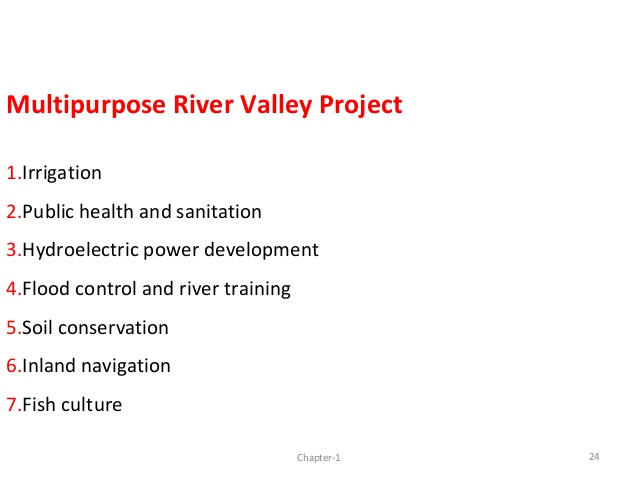 Multipurpose River Valley Project
1.Irrigation
2.Public health and sanitation
3.Hydroelectric power development
4.Flood control and river training
5.Soil conservation
6.Inland navigation
7.Fish culture
Chapter-1 24